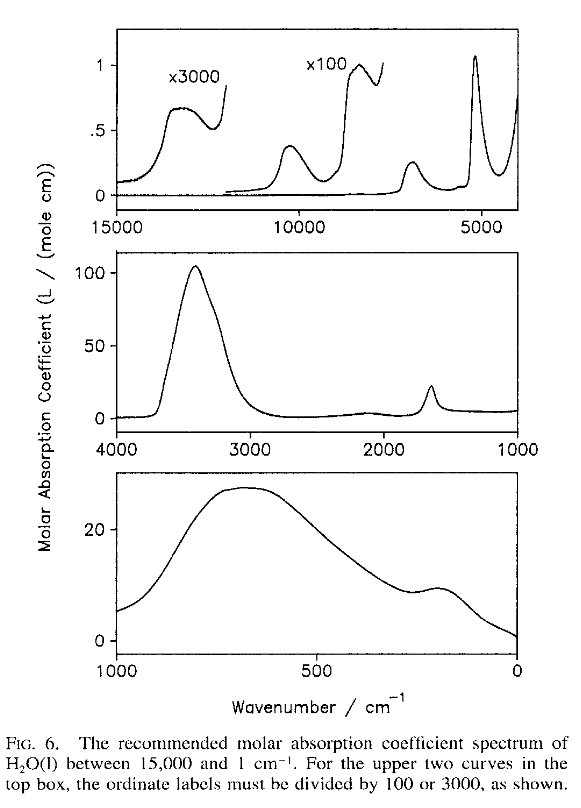 x3000
x100
1
.5
0
15000
10000
5000
Molar Absorption Coefficient (L / (mole cm))
100
50
0
4000
3000
2000
1000
20
0
1000
500
0
Wavenumber / cm⁻¹
FIG. 6. The recommended molar absorption coefficient spectrum of
H₂O(l) between 15,000 and 1 cm⁻¹. For the upper two curves in the
top box, the ordinate labels must be divided by 100 or 3000, as shown.